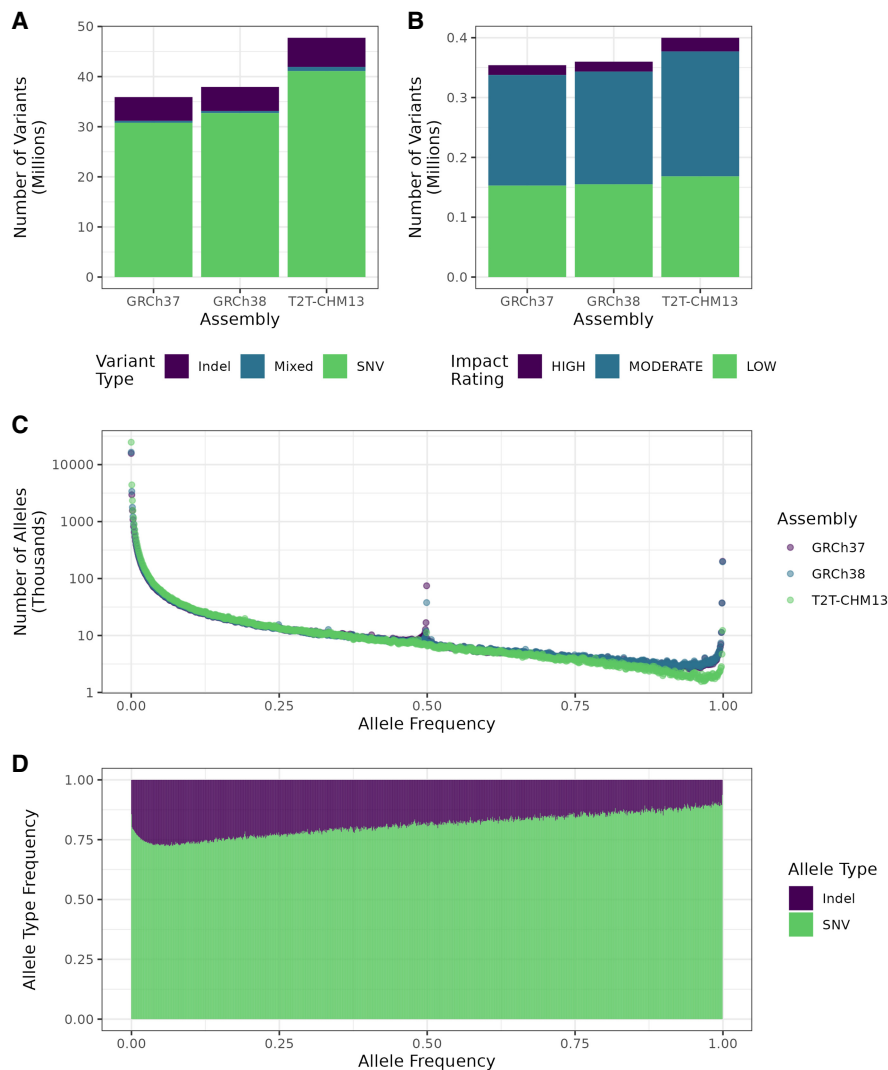 A
Number of Variants
(Millions)
50
40
30
20
10
0
GRCh37 GRCh38 T2T-CHM13
Assembly
Variant
Type
Indel Mixed SNV
B
Number of Variants
(Millions)
0.4
0.3
0.2
0.1
0.0
GRCh37 GRCh38 T2T-CHM13
Assembly
Impact
Rating
HIGH MODERATE LOW
C
Number of Alleles
(Thousands)
10000
1000
100
10
1
0.00 0.25 0.50 0.75 1.00
Allele Frequency
Assembly
GRCh37
GRCh38
T2T-CHM13
D
Allele Type Frequency
1.00
0.75
0.50
0.25
0.00
0.00 0.25 0.50 0.75 1.00
Allele Frequency
Allele Type
Indel
SNV